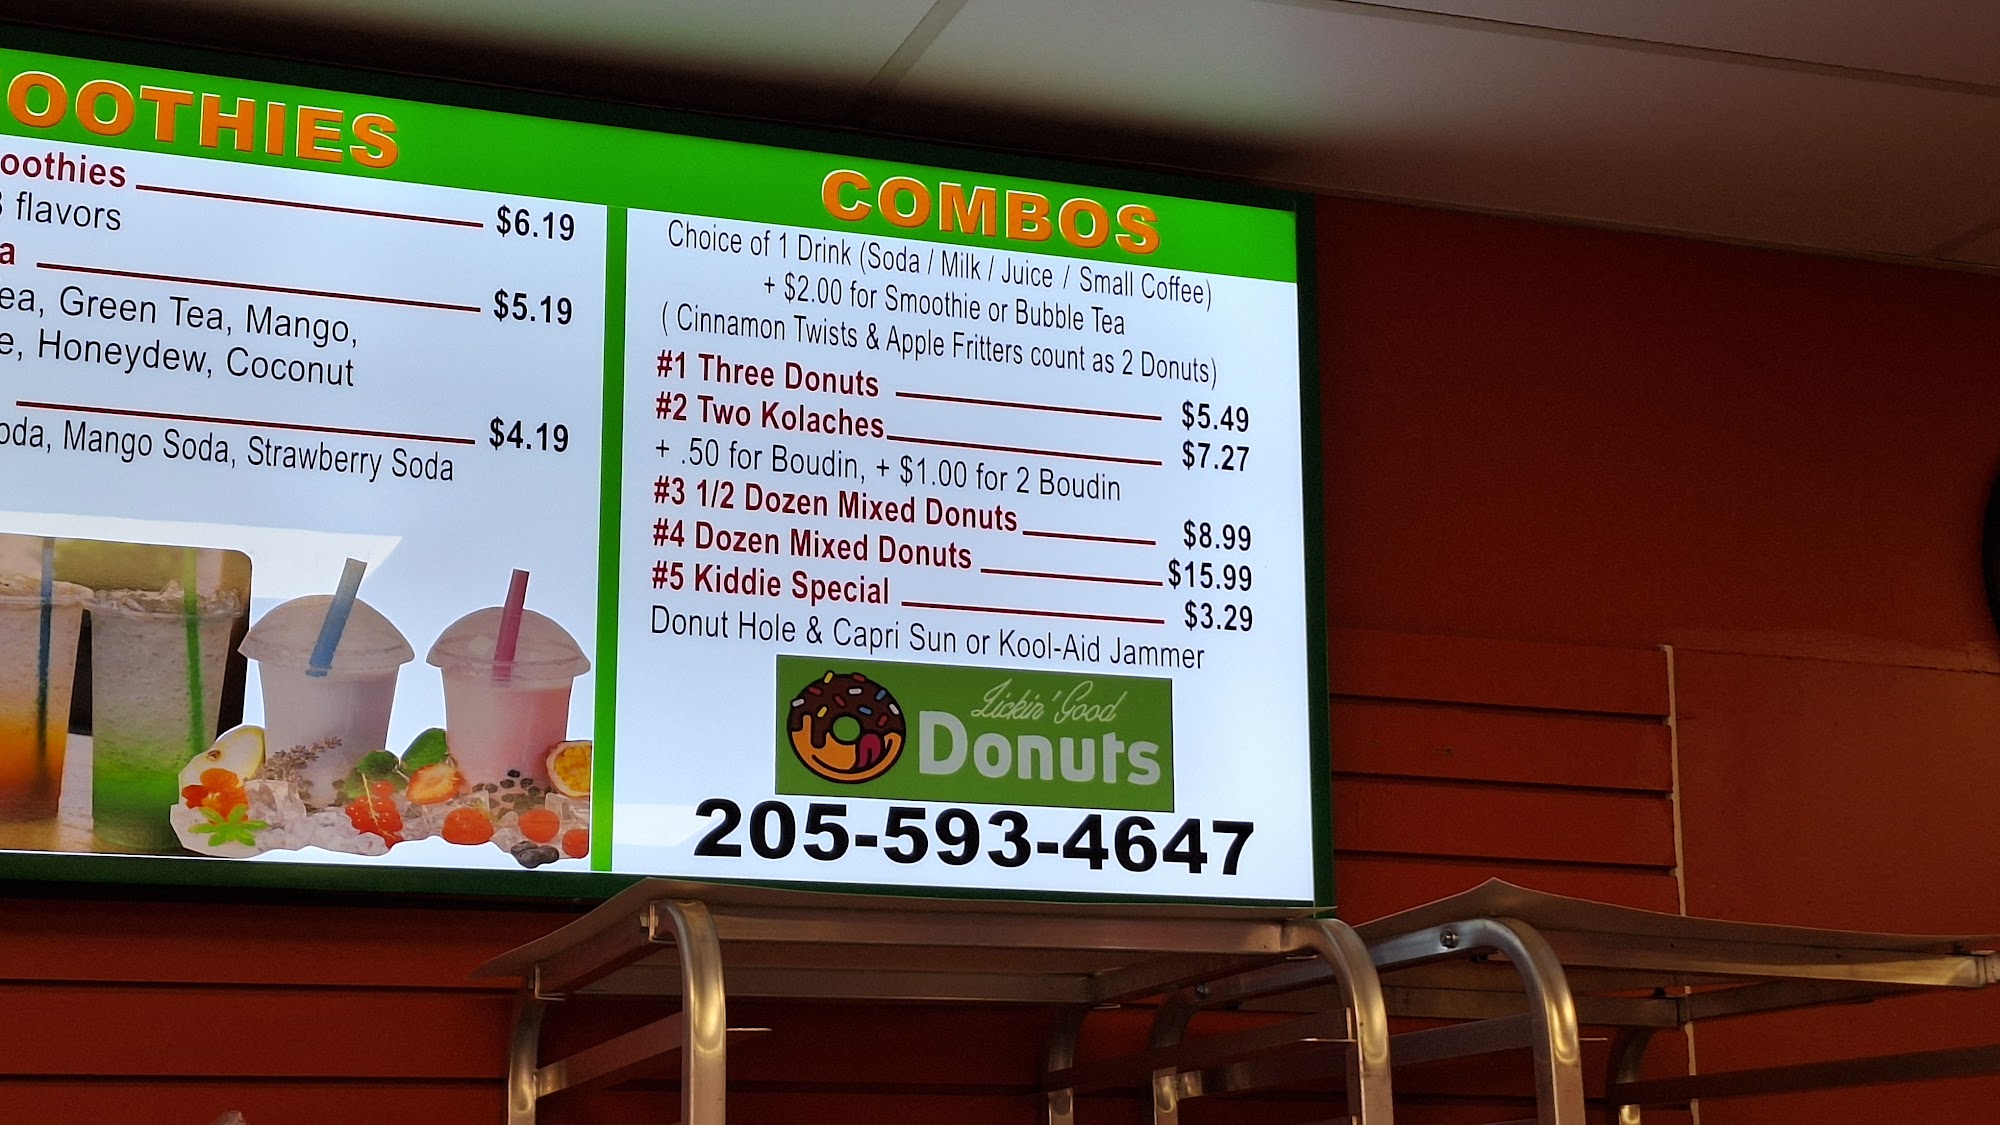 OOTHIES
oothies $6.19
flavors
a $5.19
ea, Green Tea, Mango,
e, Honeydew, Coconut
$4.19
oda, Mango Soda, Strawberry Soda
COMBOS
Choice of 1 Drink (Soda / Milk / Juice / Small Coffee)
+ $2.00 for Smoothie or Bubble Tea
( Cinnamon Twists & Apple Fritters count as 2 Donuts)
#1 Three Donuts $5.49
#2 Two Kolaches $7.27
+ .50 for Boudin, + $1.00 for 2 Boudin
#3 1/2 Dozen Mixed Donuts $8.99
#4 Dozen Mixed Donuts $15.99
#5 Kiddie Special $3.29
Donut Hole & Capri Sun or Kool-Aid Jammer
Lickin' Good
Donuts
205-593-4647